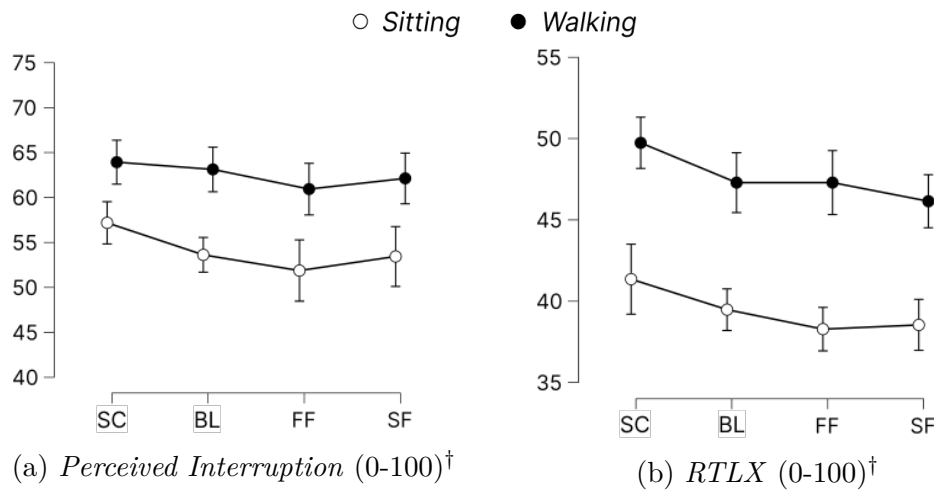 ○ Sitting ● Walking
75
70
65
60
55
50
45
40
SC BL FF SF
(a) Perceived Interruption (0-100)†
55
50
45
40
35
SC BL FF SF
(b) RTLX (0-100)†